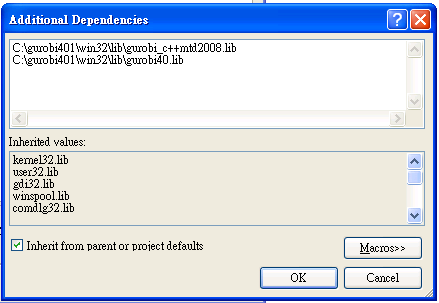 Additional Dependencies
C:\gurobi401\win32\lib\gurobi_c++mtd2008.lib
C:\gurobi401\win32\lib\gurobi40.lib
Inherited values:
kernel32.lib
user32.lib
gdi32.lib
winspool.lib
comdlg32.lib
Inherit from parent or project defaults
Macros>>
OK
Cancel